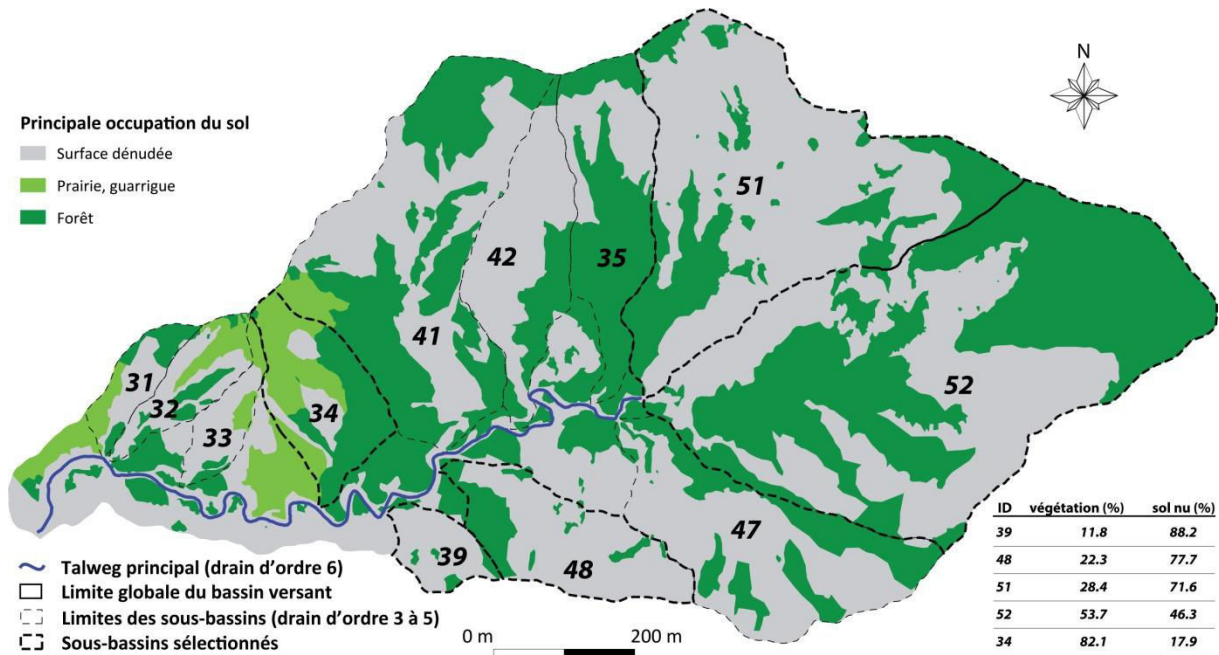 N
Principale occupation du sol
Surface dénudée
Prairie, guarrigue
Forêt
51
42
35
41
31
32
33
34
52
47
39
48
Talweg principal (drain d'ordre 6)
Limite globale du bassin versant
Limites des sous-bassins (drain d'ordre 3 à 5)
Sous-bassins sélectionnés
0 m 200 m
ID végétation (%) sol nu (%)
39 11.8 88.2
48 22.3 77.7
51 28.4 71.6
52 53.7 46.3
34 82.1 17.9